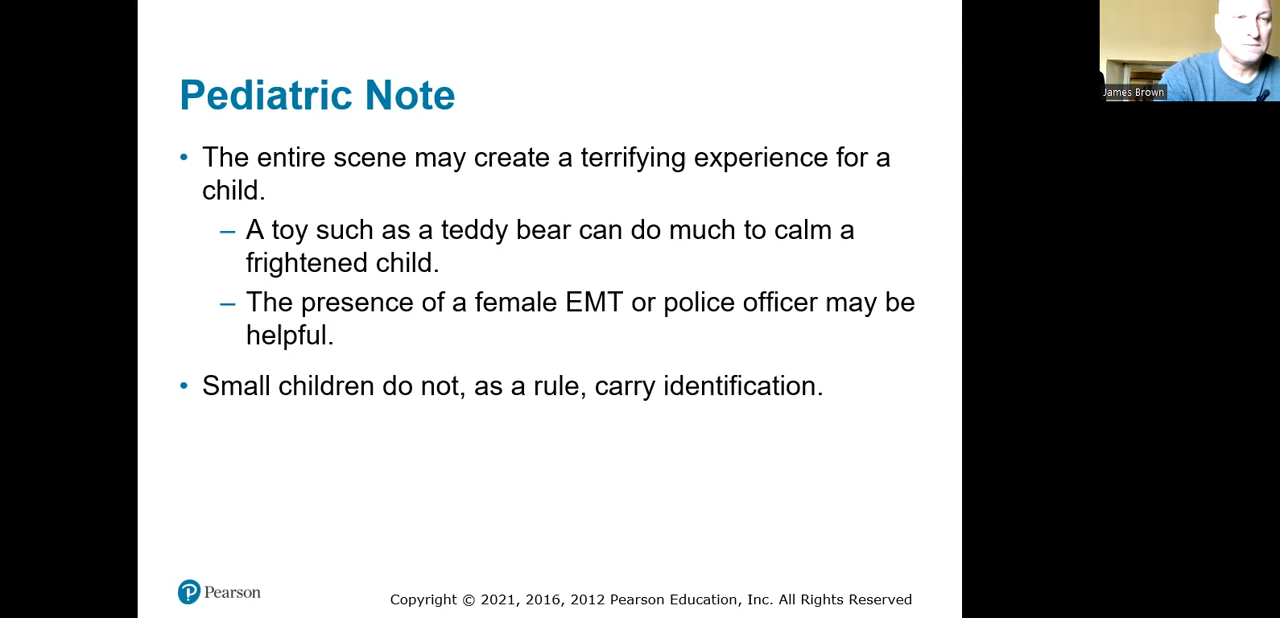 James Brown
Pediatric Note
• The entire scene may create a terrifying experience for a
child.
– A toy such as a teddy bear can do much to calm a
frightened child.
– The presence of a female EMT or police officer may be
helpful.
• Small children do not, as a rule, carry identification.
P Pearson
Copyright © 2021, 2016, 2012 Pearson Education, Inc. All Rights Reserved